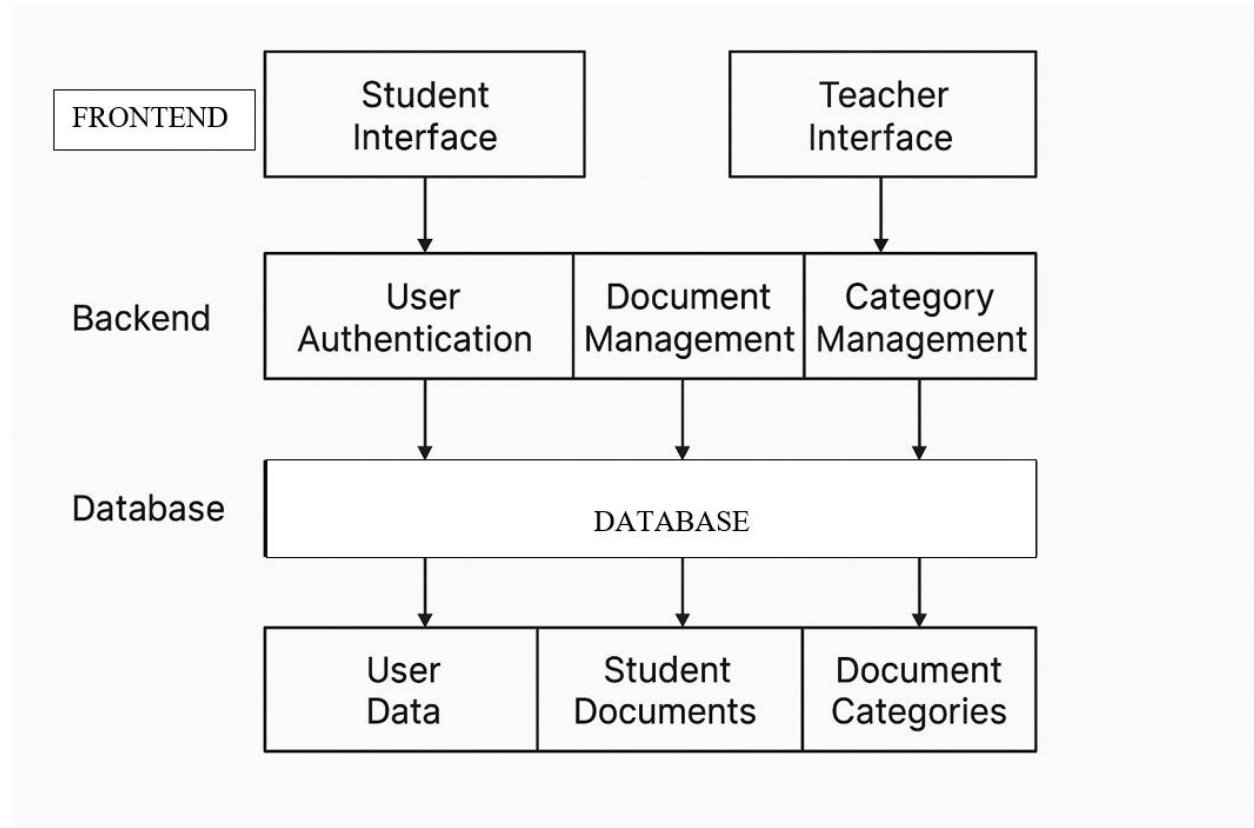 FRONTEND
Student
Interface
Teacher
Interface
Backend
User
Authentication
Document
Management
Category
Management
Database
DATABASE
User
Data
Student
Documents
Document
Categories